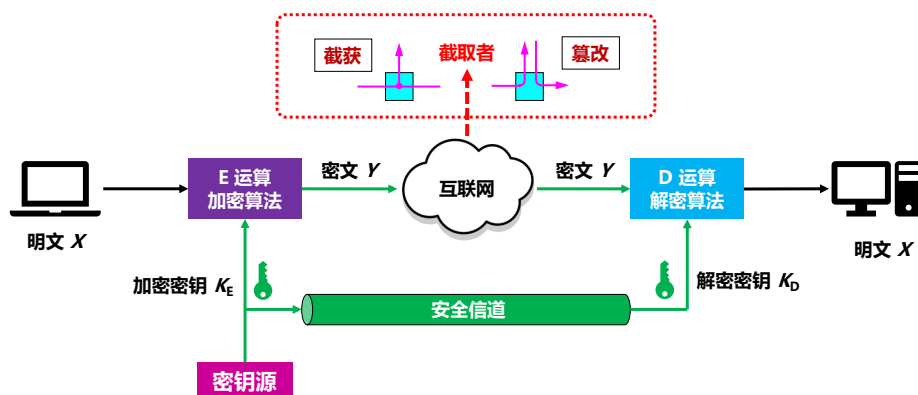 截获
截取者
篡改
E 运算
加密算法
密文 Y
互联网
密文 Y
D 运算
解密算法
明文 X
明文 X
加密密钥 KE
解密密钥 KD
安全信道
密钥源